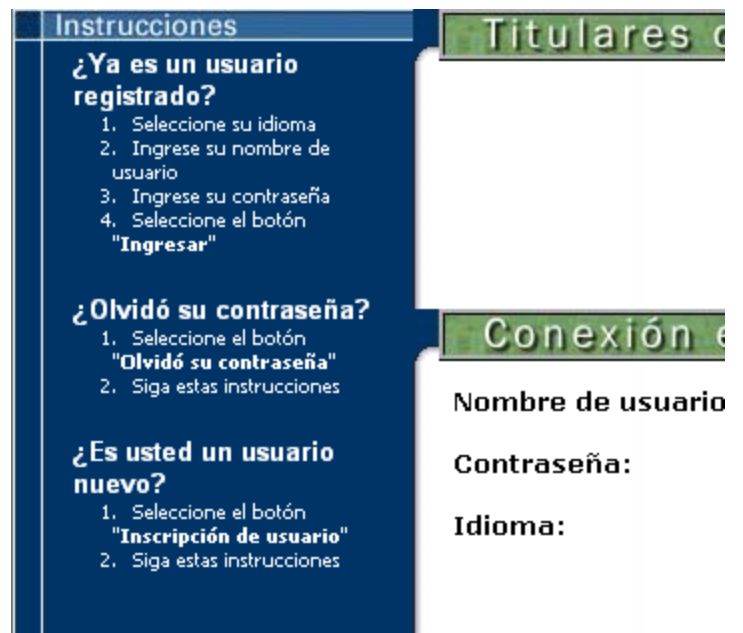 Instrucciones
¿Ya es un usuario
registrado?
1. Seleccione su idioma
2. Ingrese su nombre de
usuario
3. Ingrese su contraseña
4. Seleccione el botón
"Ingresar"
¿Olvidó su contraseña?
1. Seleccione el botón
"Olvidó su contraseña"
2. Siga estas instrucciones
¿Es usted un usuario
nuevo?
1. Seleccione el botón
"Inscripción de usuario"
2. Siga estas instrucciones
Titulares
Conexión
Nombre de usuario
Contraseña:
Idioma: